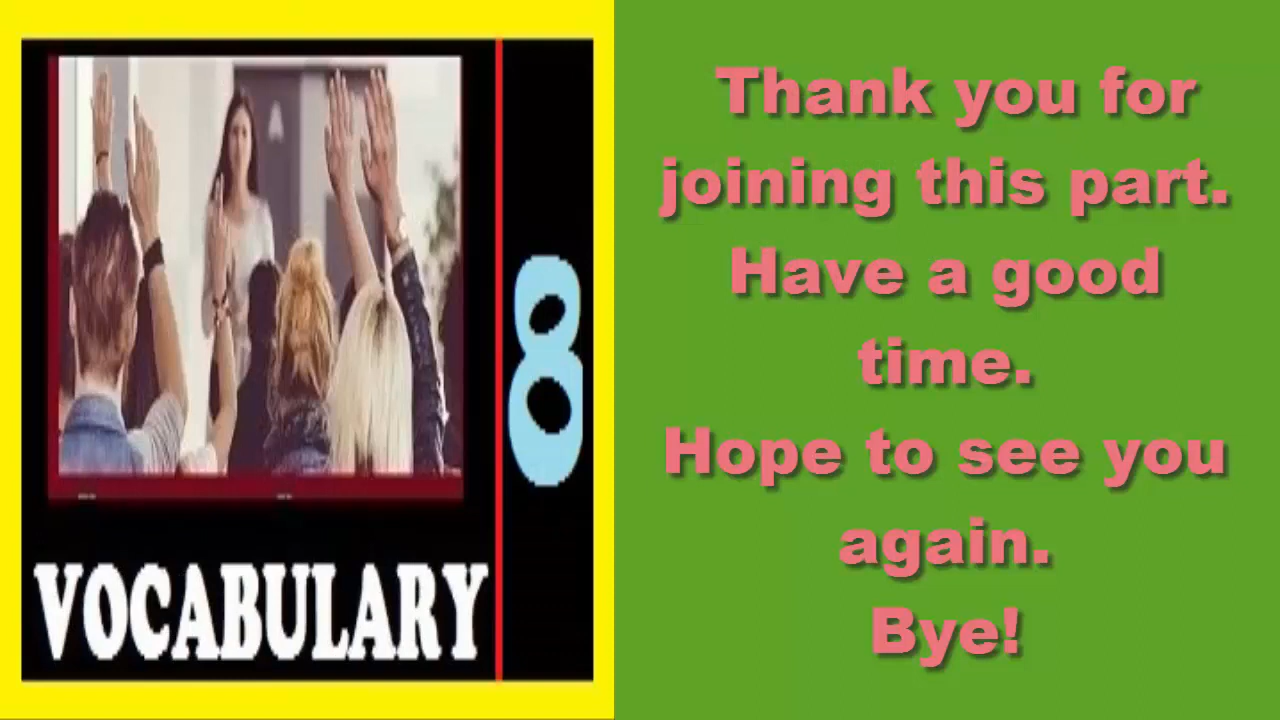 8
VOCABULARY
Thank you for
joining this part.
Have a good
time.
Hope to see you
again.
Bye!